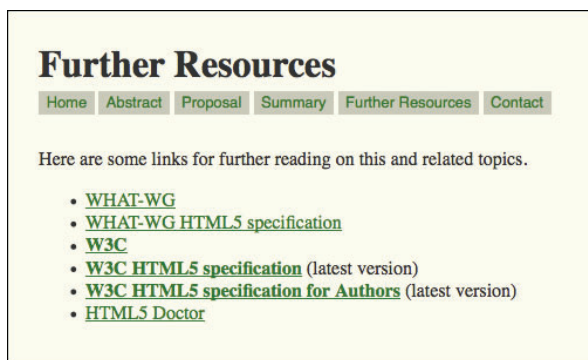 Further Resources
Home Abstract Proposal Summary Further Resources Contact
Here are some links for further reading on this and related topics.
• WHAT-WG
• WHAT-WG HTML5 specification
• W3C
• W3C HTML5 specification (latest version)
• W3C HTML5 specification for Authors (latest version)
• HTML5 Doctor